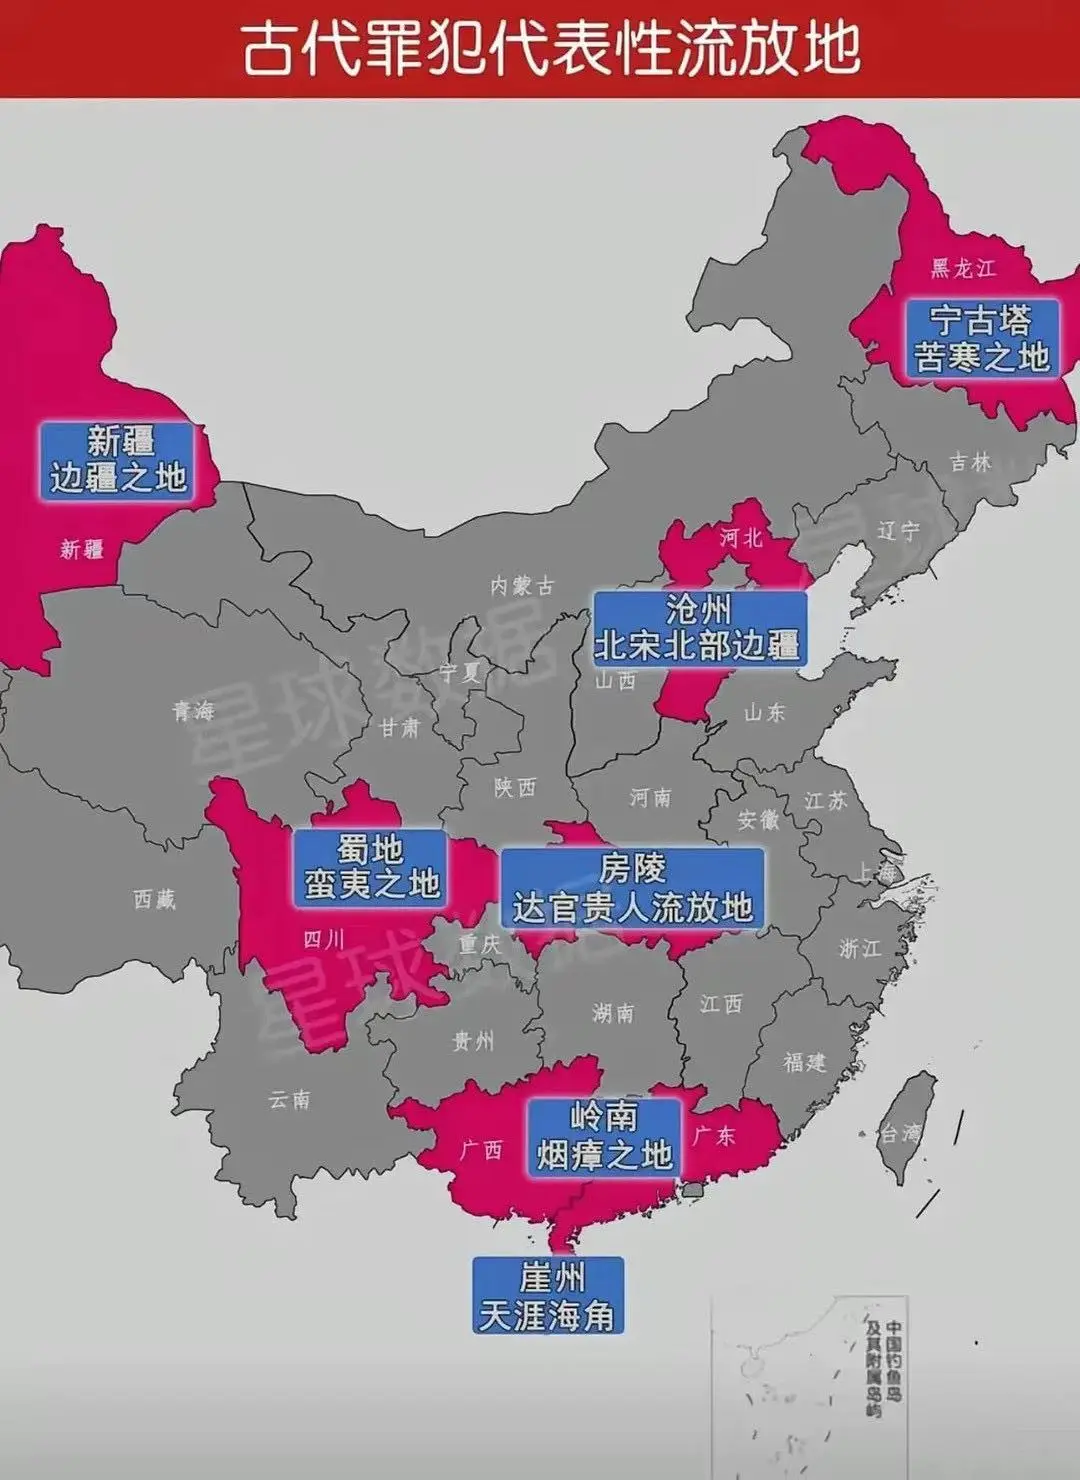 古代罪犯代表性流放地
黑龙江
宁古塔
苦寒之地
新疆
边疆之地
新疆
吉林
辽宁
河北
内蒙古
沧州
北宋北部边疆
宁夏
山西
青海
甘肃
山东
陕西
河南
安徽
江苏
上海
蜀地
蛮夷之地
房陵
达官贵人流放地
西藏
四川
重庆
浙江
湖南
江西
贵州
福建
云南
岭南
烟瘴之地
广西
广东
台湾
崖州
天涯海角
中国钓鱼岛
及其附属岛屿
星球数据
星球数据
星球